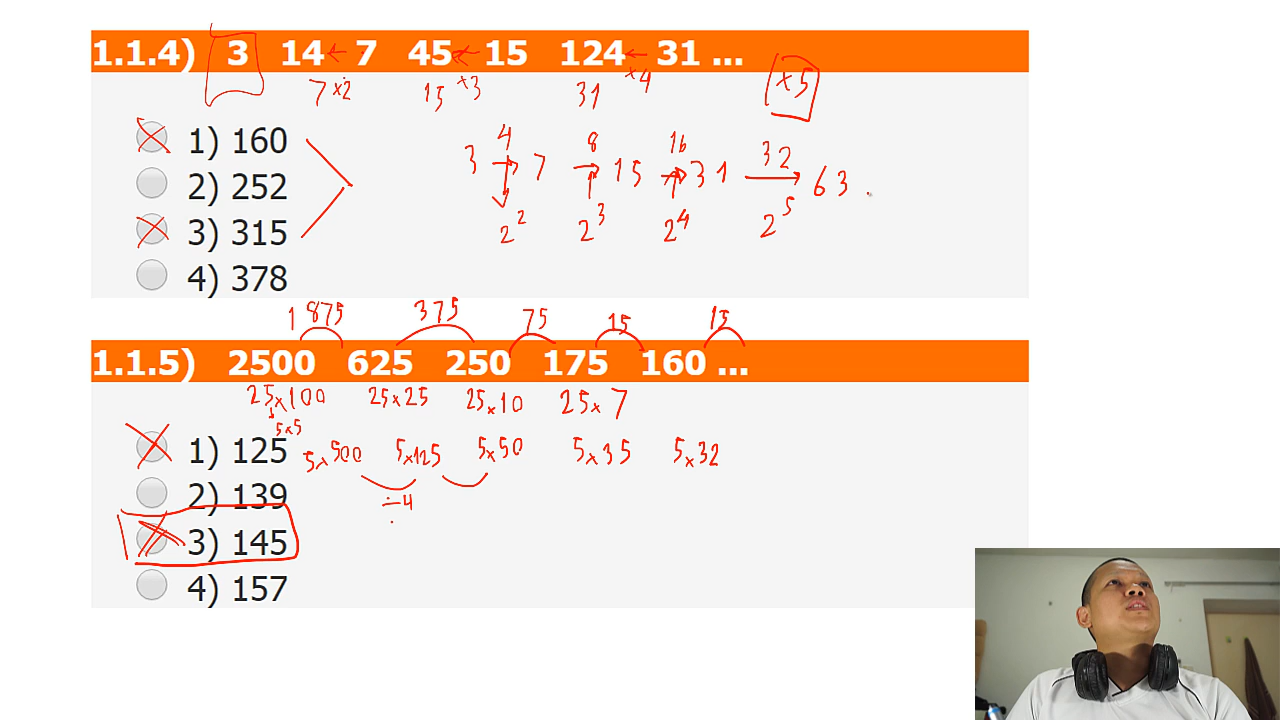 1.1.4) 3 14 ← 7 45 ← 15 124 ← 31 ...
7 ×2 15 ×3 31 ×4 ×5
1) 160
2) 252
3) 315
4) 378
4 8 16 32
3 → 7 → 15 → 31 → 63
2² 2³ 2⁴ 2⁵
1875 375 75 15 15
1.1.5) 2500 625 250 175 160 ...
25×100 25×25 25×10 25×7
5×5
1) 125
5×500 5×125 5×50 5×35 5×32
2) 139
÷4
3) 145
4) 157